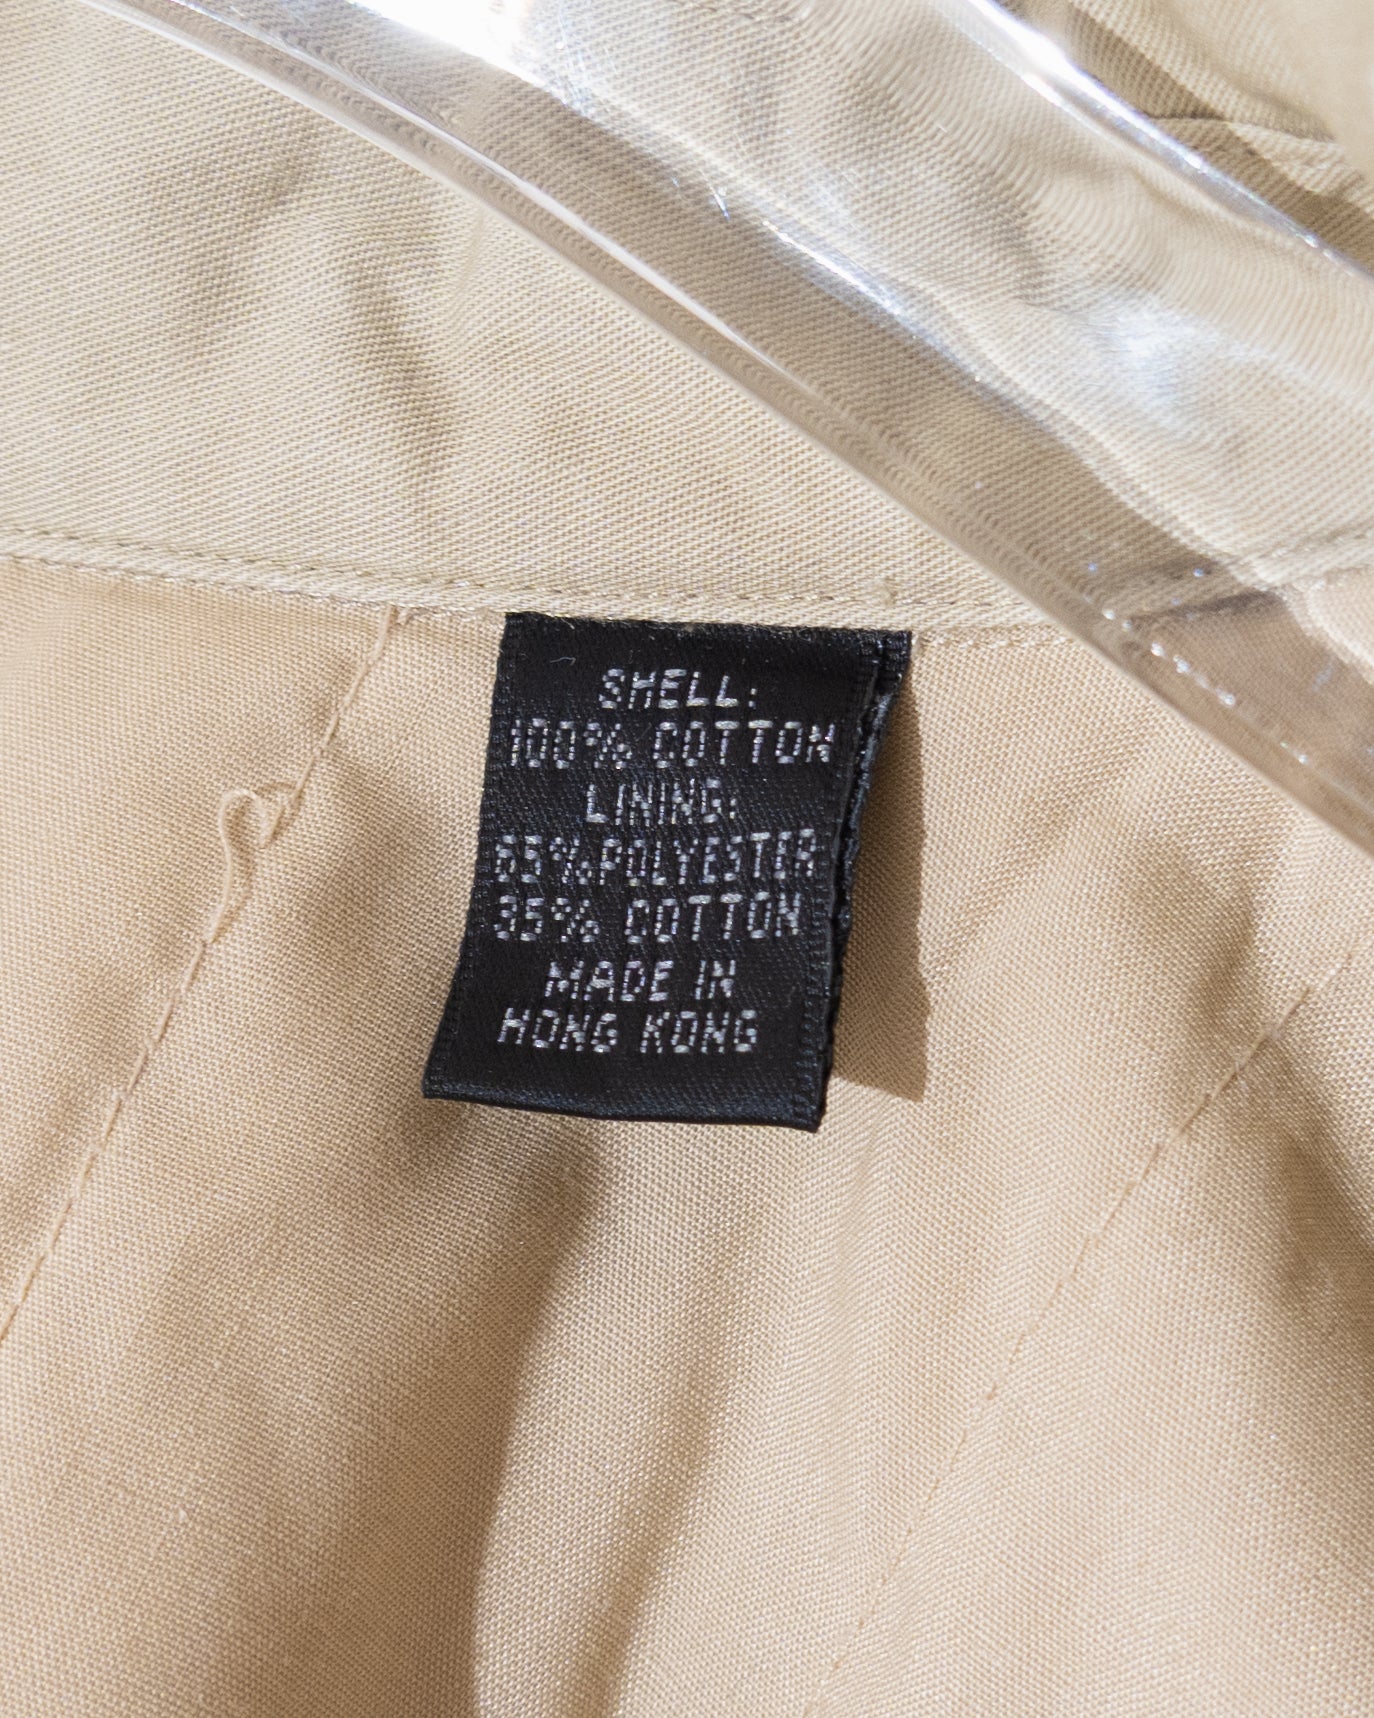 SHELL:
100% COTTON
LINING:
65% POLYESTER
35% COTTON
MADE IN
HONG KONG